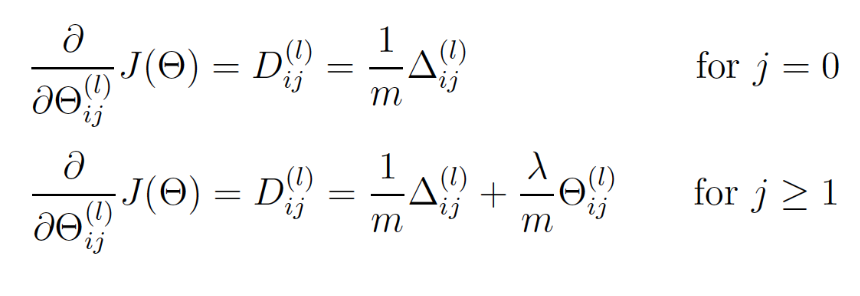 ∂/∂Θ_{ij}^{(l)} J(Θ) = D_{ij}^{(l)} = 1/m Δ_{ij}^{(l)} for j = 0
∂/∂Θ_{ij}^{(l)} J(Θ) = D_{ij}^{(l)} = 1/m Δ_{ij}^{(l)} + λ/m Θ_{ij}^{(l)} for j ≥ 1